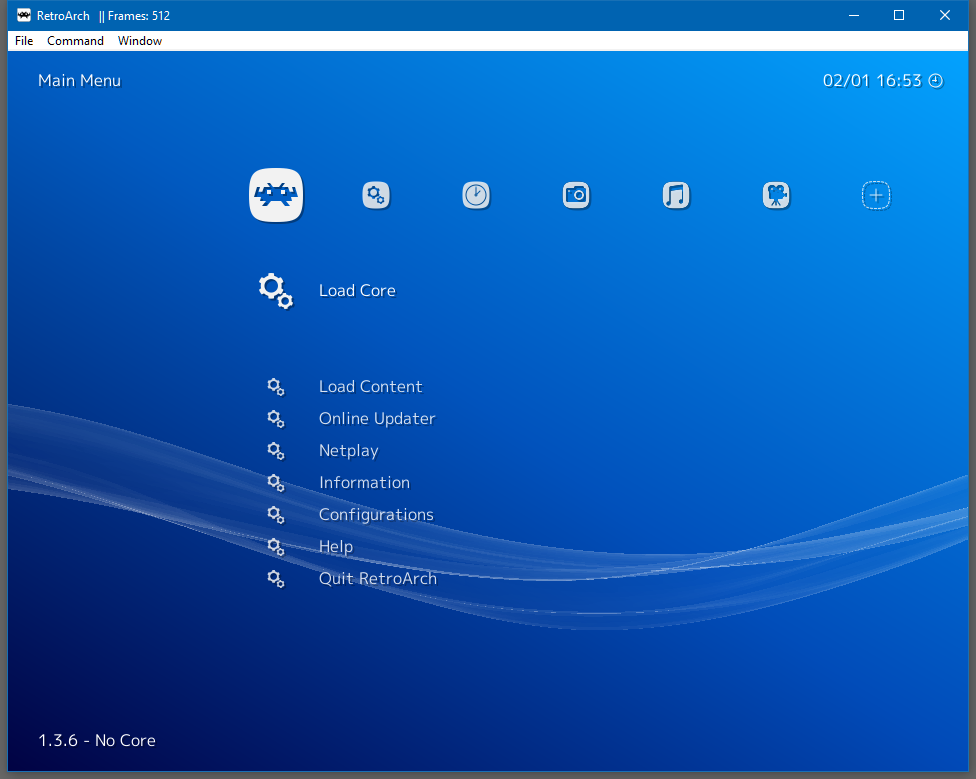 RetroArch || Frames: 512
File Command Window
Main Menu 02/01 16:53
Load Core
Load Content
Online Updater
Netplay
Information
Configurations
Help
Quit RetroArch
1.3.6 - No Core